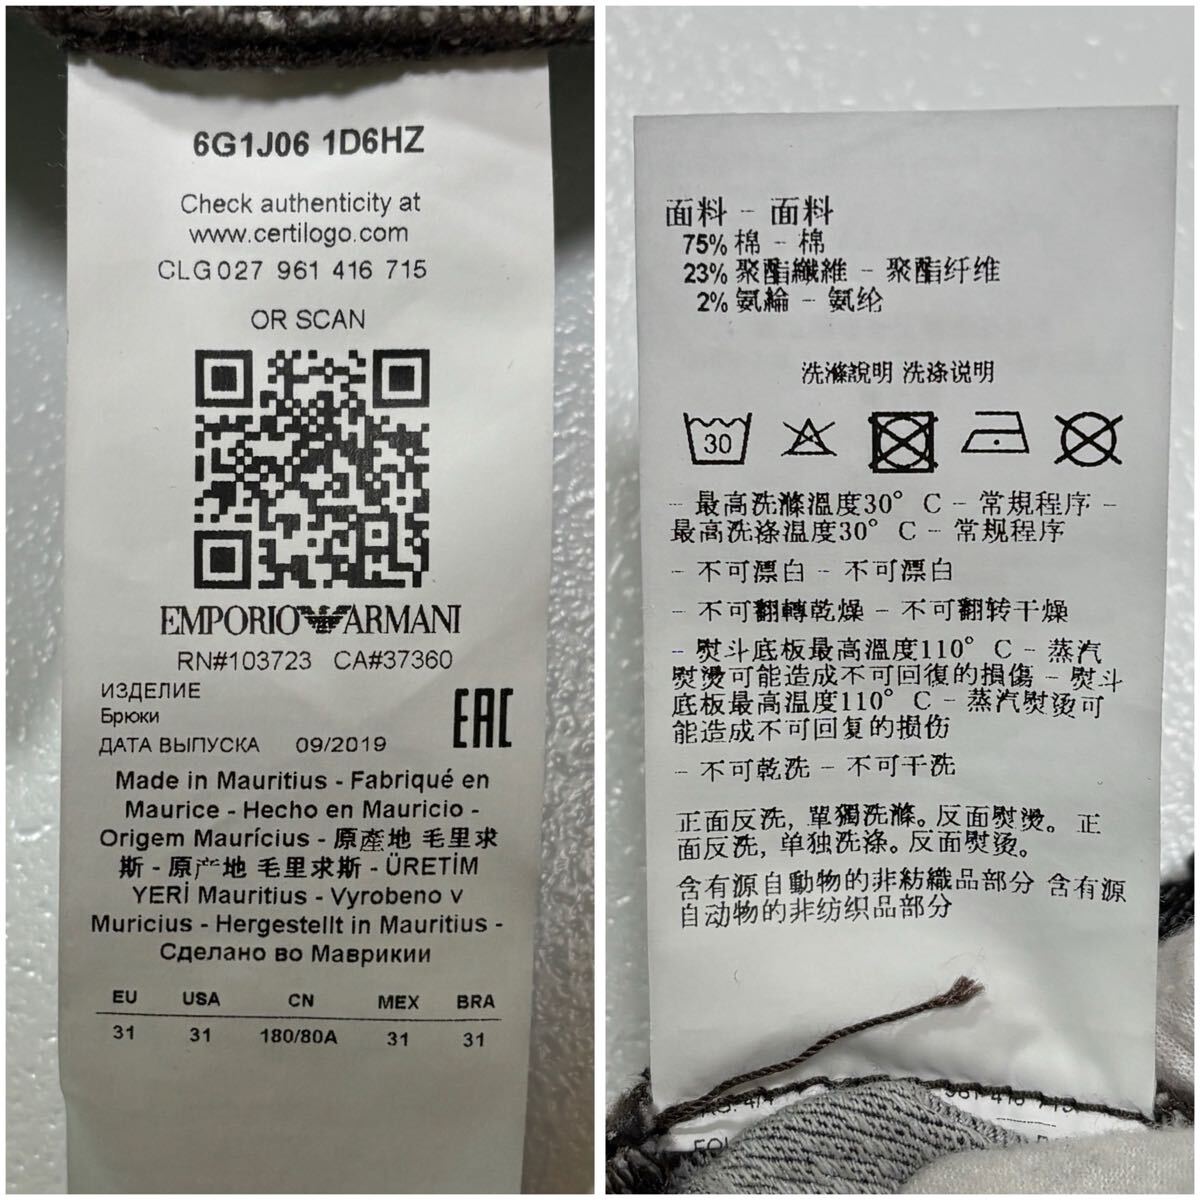 6G1J06 1D6HZ
Check authenticity at
www.certilogo.com
CLG 027 961 416 715
OR SCAN
EMPORIO ARMANI
RN#103723 CA#37360
ИЗДЕЛИЕ
Брюки
ДАТА ВЫПУСКА 09/2019
EAC
Made in Mauritius - Fabriqué en
Maurice - Hecho en Mauricio -
Origem Maurícius - 原產地 毛里求
斯 - 原产地 毛里求斯 - ÜRETİM
YERİ Mauritius - Vyrobeno v
Muricius - Hergestellt in Mauritius -
Сделано во Маврикии
EU USA CN MEX BRA
31 31 180/80A 31 31
面料 - 面料
75% 棉 - 棉
23% 聚酯纖維 - 聚酯纤维
2% 氨綸 - 氨纶
洗滌說明 洗涤说明
30
- 最高洗滌溫度30° C - 常規程序 -
最高洗涤温度30° C - 常规程序
- 不可漂白 - 不可漂白
- 不可翻轉乾燥 - 不可翻转干燥
- 熨斗底板最高溫度110° C - 蒸汽
熨燙可能造成不可回復的損傷 - 熨斗
底板最高温度110° C - 蒸汽熨烫可
能造成不可回复的损伤
- 不可乾洗 - 不可干洗
正面反洗, 單獨洗滌。反面熨燙。 正
面反洗, 单独洗涤。反面熨烫。
含有源自動物的非紡織品部分 含有源
自动物的非纺织品部分
961 416 715